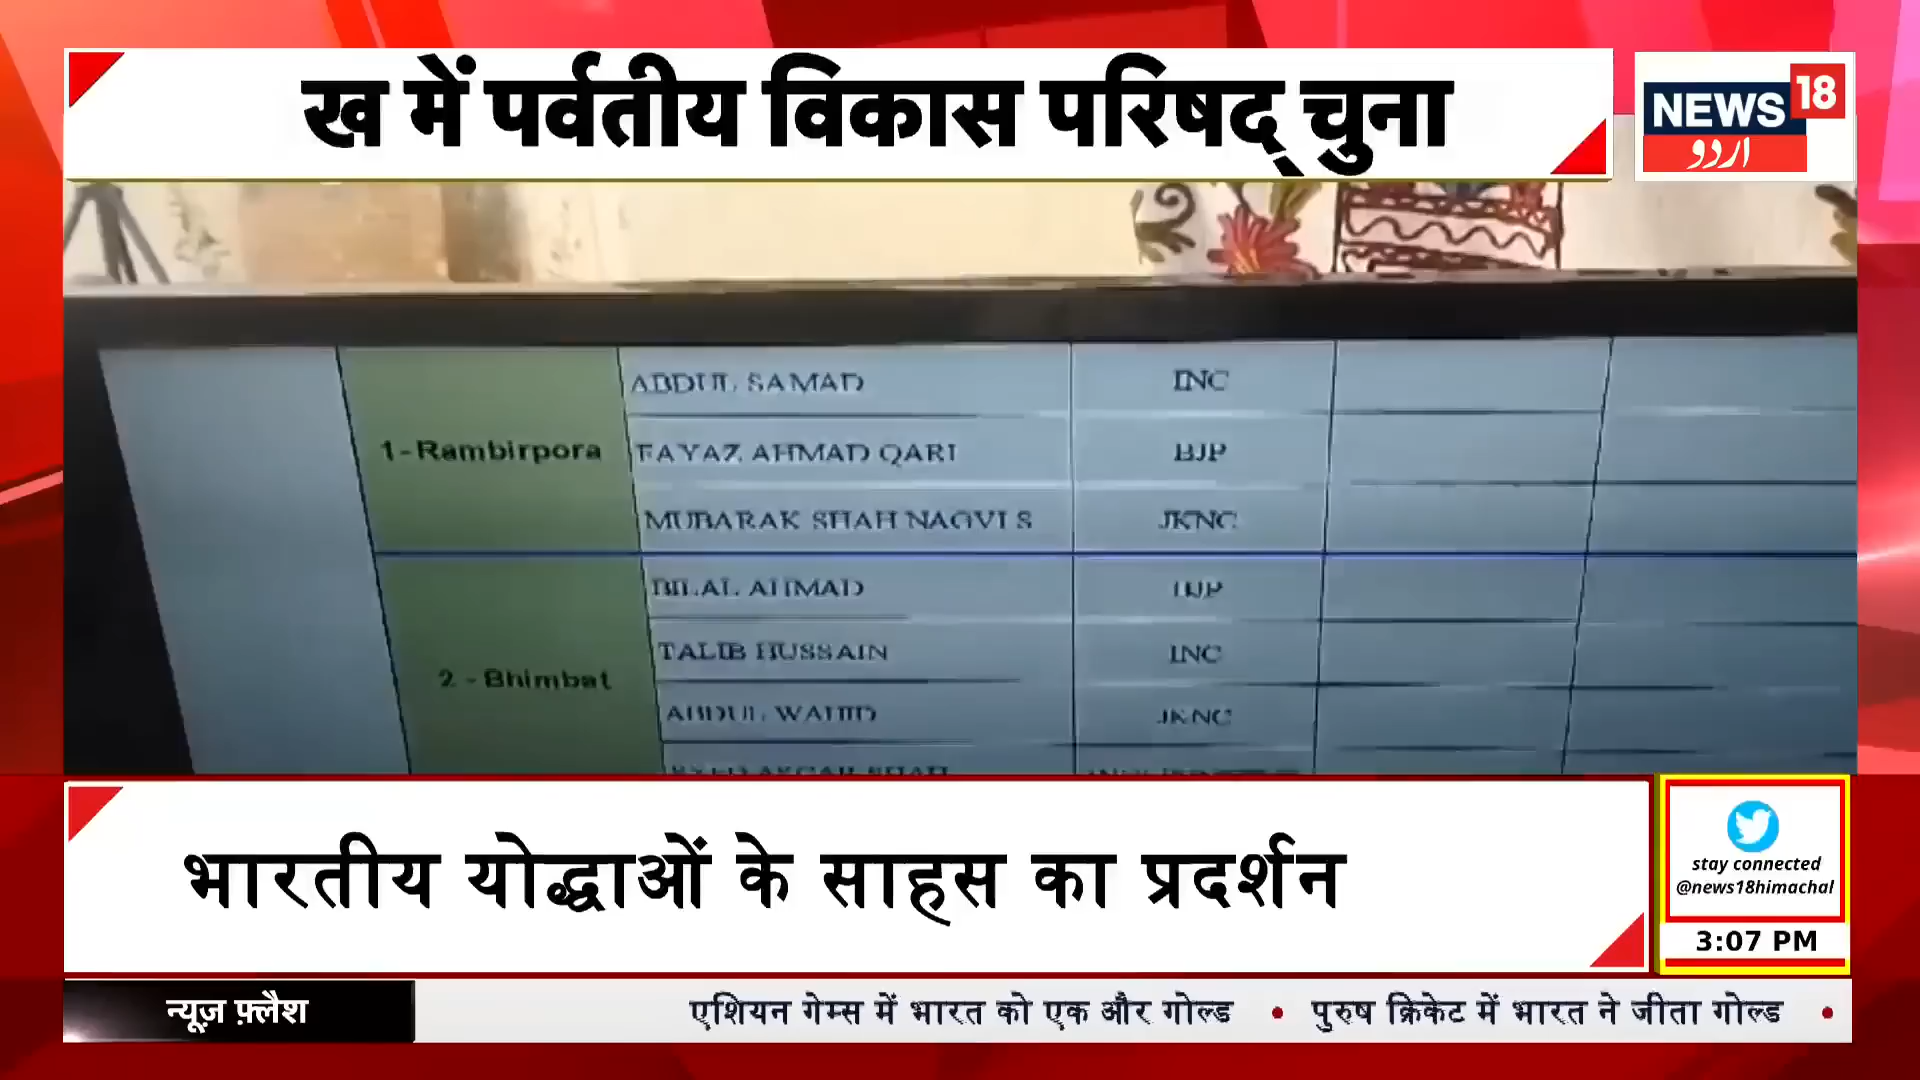 ख में पर्वतीय विकास परिषद् चुना
NEWS 18
اردو
ABDUL SAMAD INC
1-Rambirpora FAYAZ AHMAD QARI BJP
MUBARAK SHAH NAQVI S JKNC
BILAL AHMAD BJP
TALIB HUSSAIN INC
2 - Bhimbat
ABDUL WAHID JKNC
SHAH
भारतीय योद्धाओं के साहस का प्रदर्शन
stay connected
@news18himachal
3:07 PM
न्यूज़ फ़्लैश एशियन गेम्स में भारत को एक और गोल्ड • पुरुष क्रिकेट में भारत ने जीता गोल्ड •